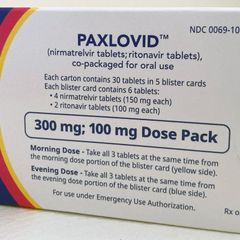 NDC 0069-10
PAXLOVID™
(nirmatrelvir tablets; ritonavir tablets),
co-packaged for oral use
Each carton contains 30 tablets in 5 blister cards
Each blister card contains 6 tablets:
• 4 nirmatrelvir tablets (150 mg each)
• 2 ritonavir tablets (100 mg each)
300 mg; 100 mg Dose Pack
Morning Dose - Take all 3 tablets at the same time from
the morning dose portion of the blister card (yellow side).
Evening Dose - Take all 3 tablets at the same time from
the evening dose portion of the blister card (blue side).
For use under Emergency Use Authorization.
Rx o